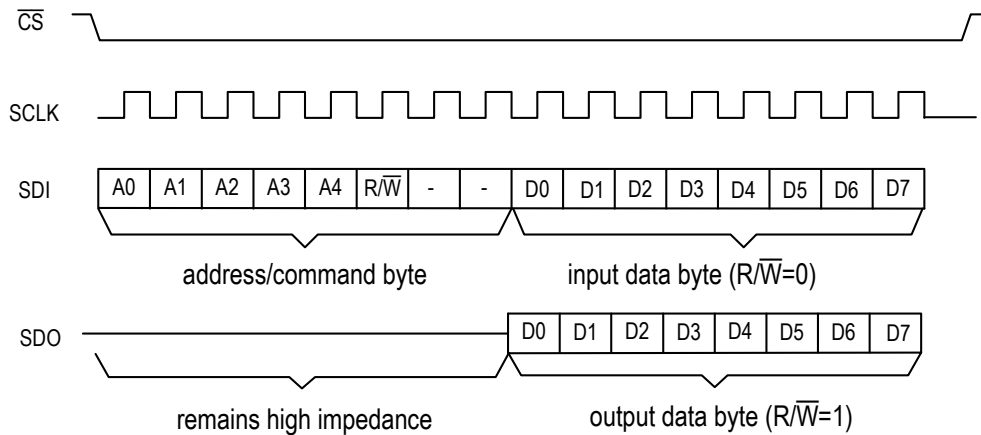 C̅S̅
SCLK
SDI A0 A1 A2 A3 A4 R/W̅ - - D0 D1 D2 D3 D4 D5 D6 D7
address/command byte input data byte (R/W̅=0)
SDO D0 D1 D2 D3 D4 D5 D6 D7
remains high impedance output data byte (R/W̅=1)